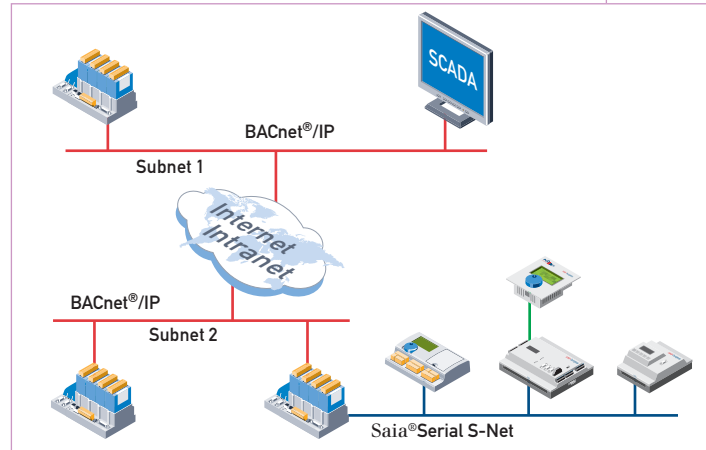 SCADA
BACnet®/IP
Subnet 1
Internet
Intranet
BACnet®/IP
Subnet 2
Saia®Serial S-Net